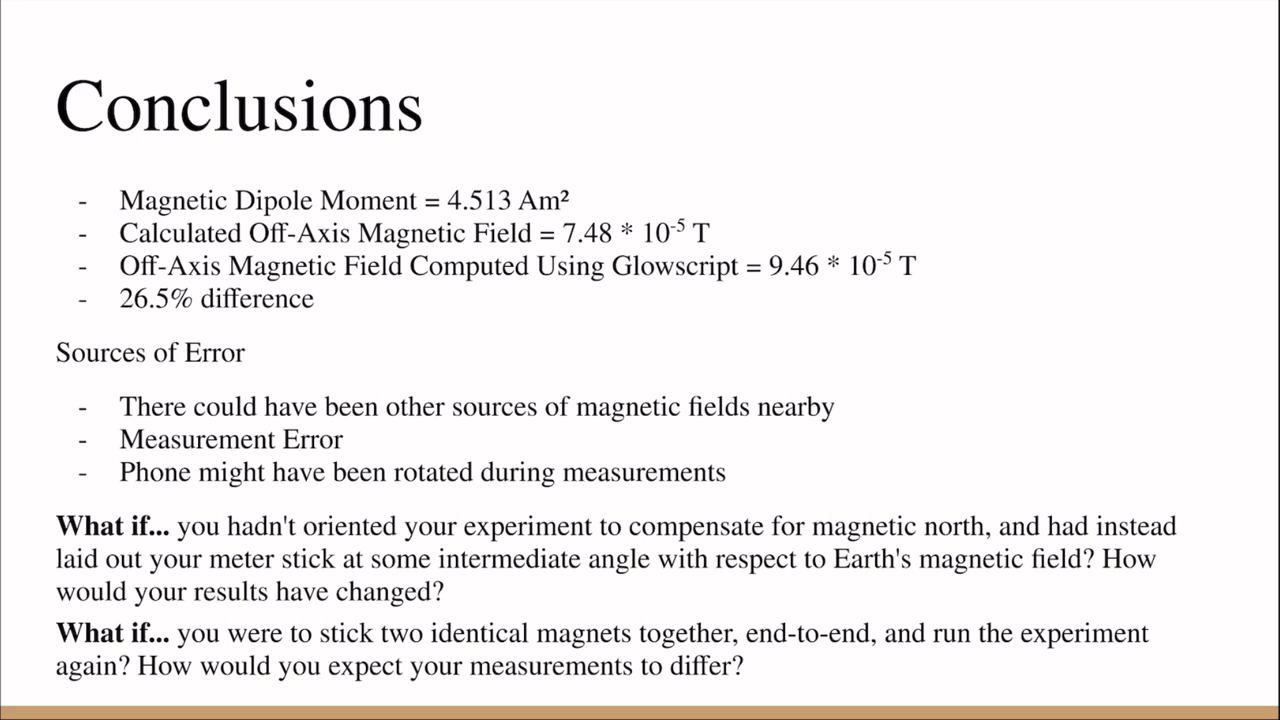 Conclusions
- Magnetic Dipole Moment = 4.513 Am²
- Calculated Off-Axis Magnetic Field = 7.48 * 10⁻⁵ T
- Off-Axis Magnetic Field Computed Using Glowscript = 9.46 * 10⁻⁵ T
- 26.5% difference
Sources of Error
- There could have been other sources of magnetic fields nearby
- Measurement Error
- Phone might have been rotated during measurements
What if... you hadn't oriented your experiment to compensate for magnetic north, and had instead
laid out your meter stick at some intermediate angle with respect to Earth's magnetic field? How
would your results have changed?
What if... you were to stick two identical magnets together, end-to-end, and run the experiment
again? How would you expect your measurements to differ?